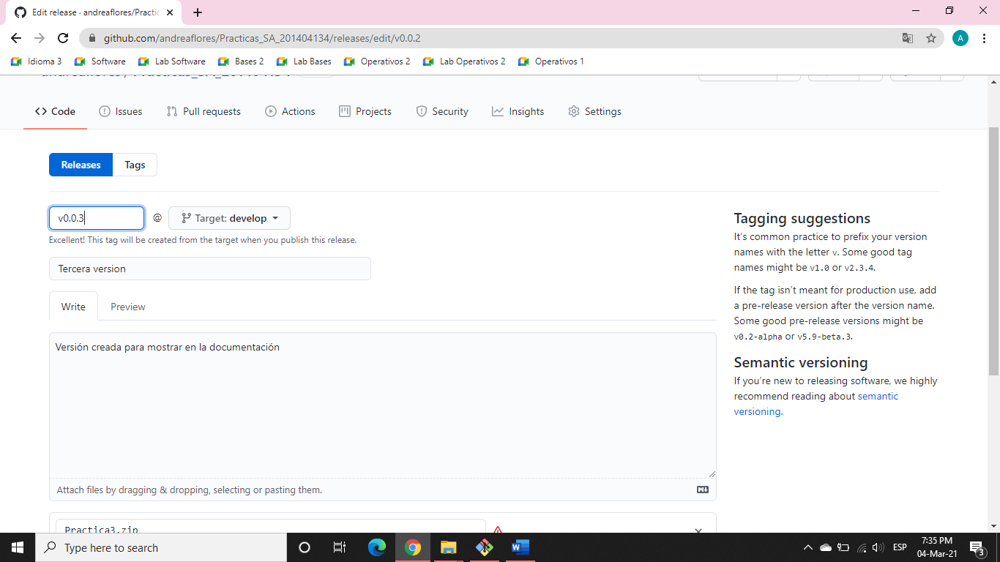 Edit release · andreaflores/Practic
github.com/andreaflores/Practicas_SA_201404134/releases/edit/v0.0.2
A
Idioma 3 Software Lab Software Bases 2 Lab Bases Operativos 2 Lab Operativos 2 Operativos 1
Code Issues Pull requests Actions Projects Security Insights Settings
Releases Tags
v0.0.3 @ Target: develop
Excellent! This tag will be created from the target when you publish this release.
Tercera version
Write Preview
Versión creada para mostrar en la documentación
Attach files by dragging & dropping, selecting or pasting them.
Practica3.zip
Tagging suggestions
It's common practice to prefix your version
names with the letter v. Some good tag
names might be v1.0 or v2.3.4.
If the tag isn't meant for production use, add
a pre-release version after the version name.
Some good pre-release versions might be
v0.2-alpha or v5.9-beta.3.
Semantic versioning
If you're new to releasing software, we highly
recommend reading about semantic
versioning.
Type here to search
ESP
7:35 PM
04-Mar-21
3